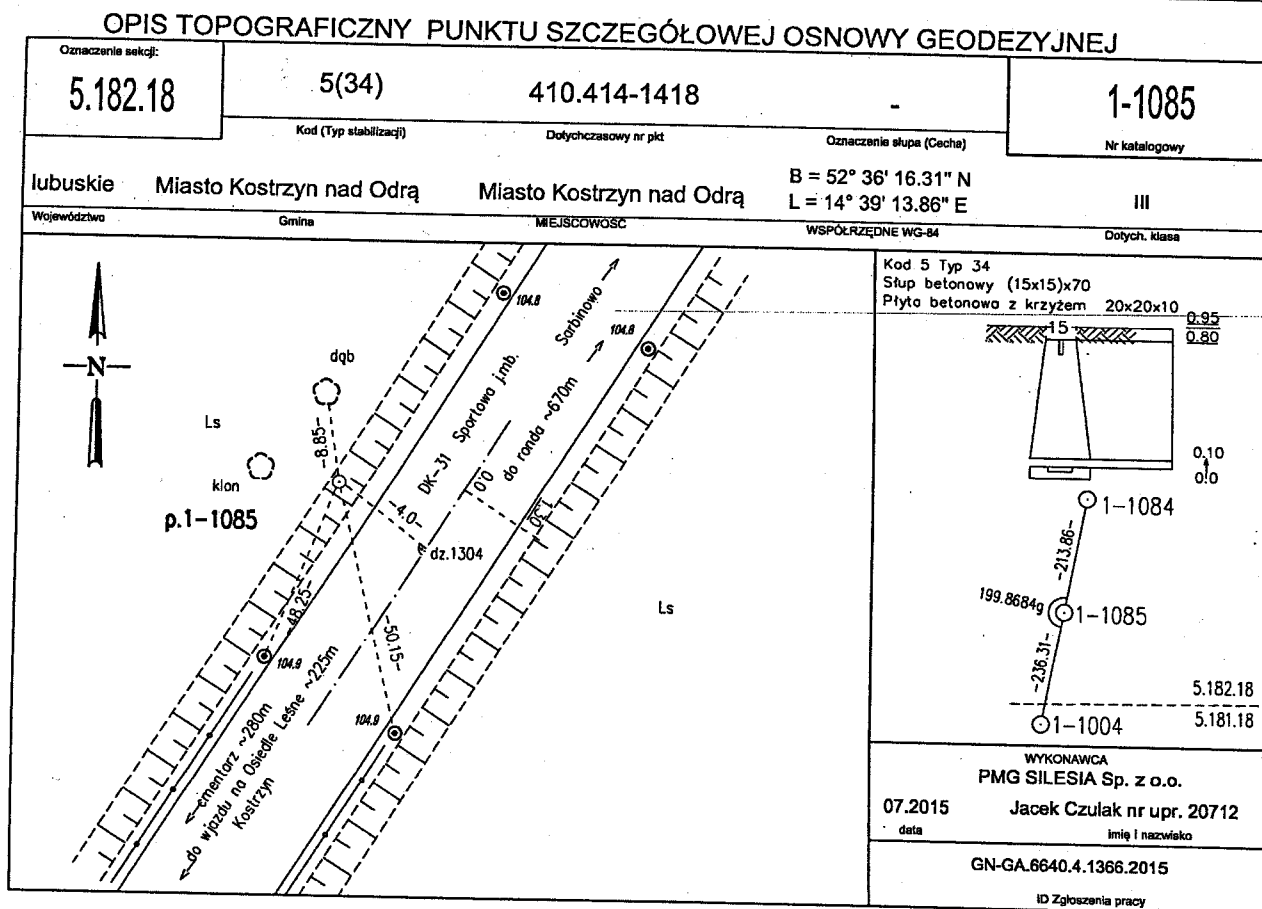 OPIS TOPOGRAFICZNY PUNKTU SZCZEGÓŁOWEJ OSNOWY GEODEZYJNEJ
Oznaczenie sekcji:
5.182.18
5(34)
Kod (Typ stabilizacji)
410.414-1418
Dotychczasowy nr pkt
-
Oznaczenie słupa (Cecha)
1-1085
Nr katalogowy
lubuskie
Województwo
Miasto Kostrzyn nad Odrą
Gmina
Miasto Kostrzyn nad Odrą
MIEJSCOWOŚĆ
B = 52° 36' 16.31" N
L = 14° 39' 13.86" E
WSPÓŁRZĘDNE WG-84
III
Dotych. klasa
N
104.8
Sarbinowo
104.8
dąb
DK-31 Sportowa j.mb.
do ronda ~670m
Ls
-8.85-
klon
p.1-1085
0.0
1.30
-4.0-
dz.1304
-48.25-
-50.15-
Ls
104.9
104.9
cmentarz ~280m
do wjazdu na Osiedle Leśne ~225m
Kostrzyn
Kod 5 Typ 34
Słup betonowy (15x15)x70
Płyta betonowa z krzyżem 20x20x10
0.95
15
0.80
0.10
0.0
1-1084
-213.86-
199.8684g
1-1085
-236.31-
5.182.18
5.181.18
1-1004
WYKONAWCA
PMG SILESIA Sp. z o.o.
07.2015
data
Jacek Czulak nr upr. 20712
imię i nazwisko
GN-GA.6640.4.1366.2015
ID Zgłoszenia pracy